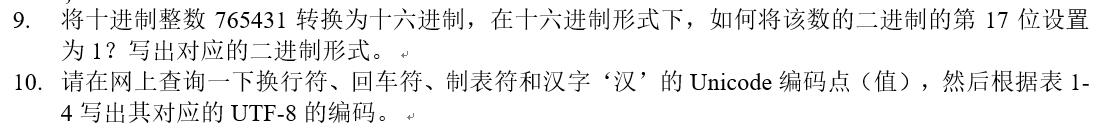 9. 将十进制整数 765431 转换为十六进制，在十六进制形式下，如何将该数的二进制的第 17 位设置
为 1？写出对应的二进制形式。
10. 请在网上查询一下换行符、回车符、制表符和汉字‘汉’的 Unicode 编码点（值），然后根据表 1-
4 写出其对应的 UTF-8 的编码。